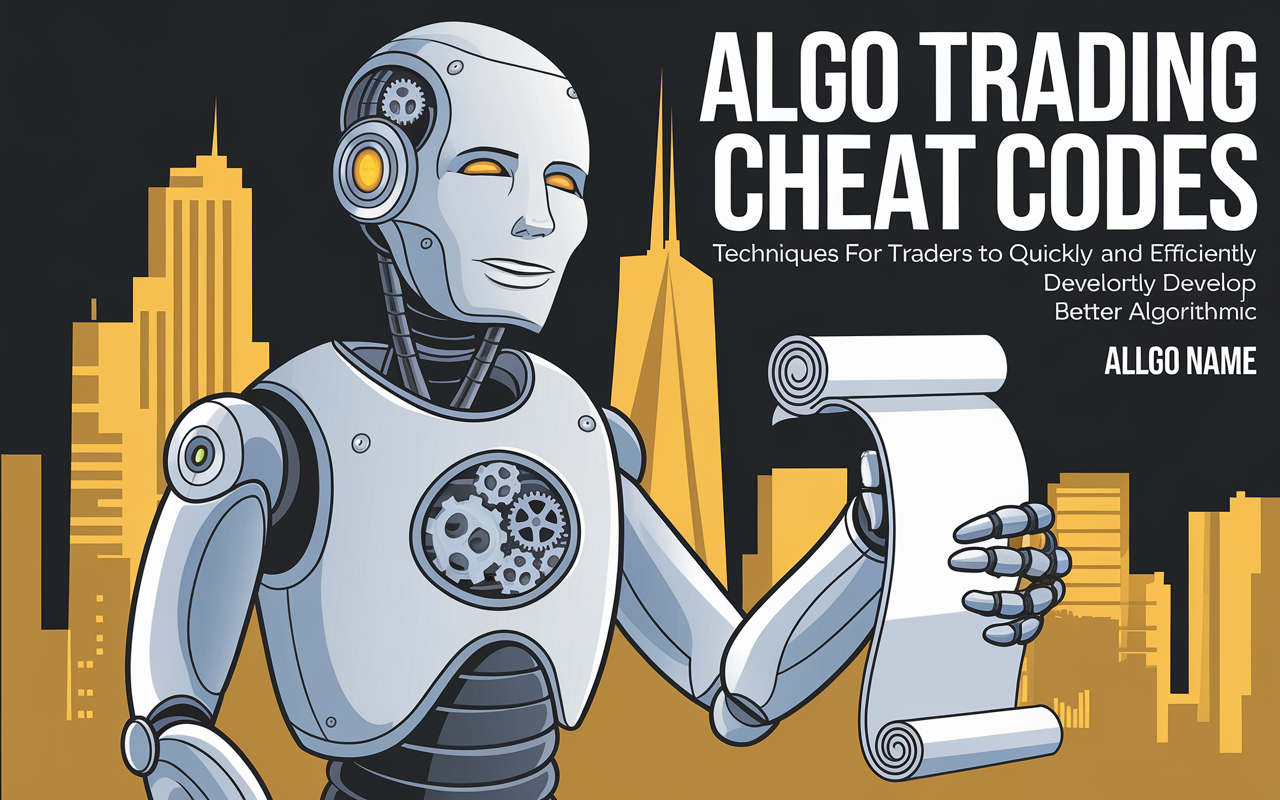 ALGO TRADING
CHEAT CODES
Techniques For Traders to Quickly and Efficiently
Develortly Develop
Better Algorithmic
ALLGO NAME